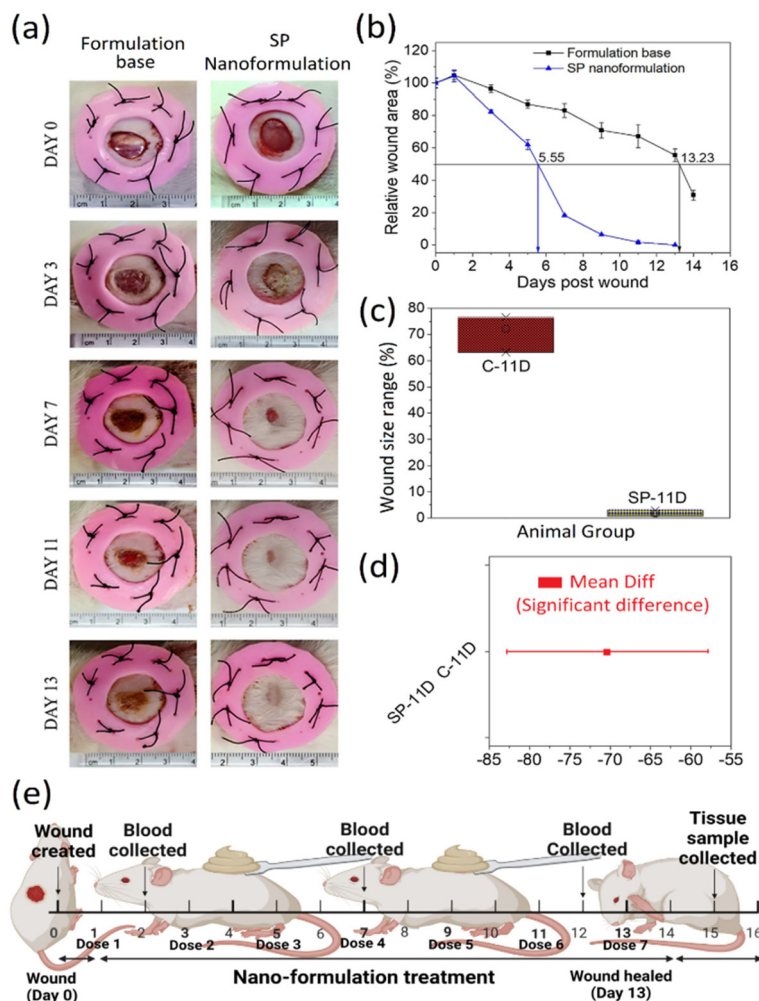 (a)
Formulation
base
SP
Nanoformulation
DAY 0
DAY 3
DAY 7
DAY 11
DAY 13
(b)
Relative wound area (%)
120
100
80
60
40
20
0
Formulation base
SP nanoformulation
5.55
13.23
0 2 4 6 8 10 12 14 16
Days post wound
(c)
Wound size range (%)
80
70
60
50
40
30
20
10
0
C-11D
SP-11D
Animal Group
(d)
Mean Diff
(Significant difference)
SP-11D C-11D
-85 -80 -75 -70 -65 -60 -55
(e)
Wound created
Blood collected
Blood collected
Blood Collected
Tissue sample collected
0 1 2 3 4 5 6 7 8 9 10 11 12 13 14 15 16
Dose 1 Dose 2 Dose 3 Dose 4 Dose 5 Dose 6 Dose 7
Wound
(Day 0)
Nano-formulation treatment
Wound healed
(Day 13)